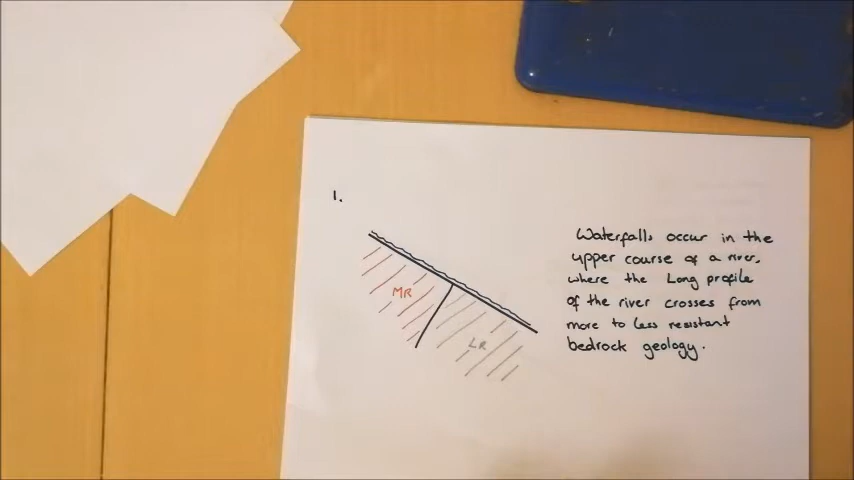 1.
MR
LR
Waterfalls occur in the
upper course of a river,
where the Long profile
of the river crosses from
more to less resistant
bedrock geology.